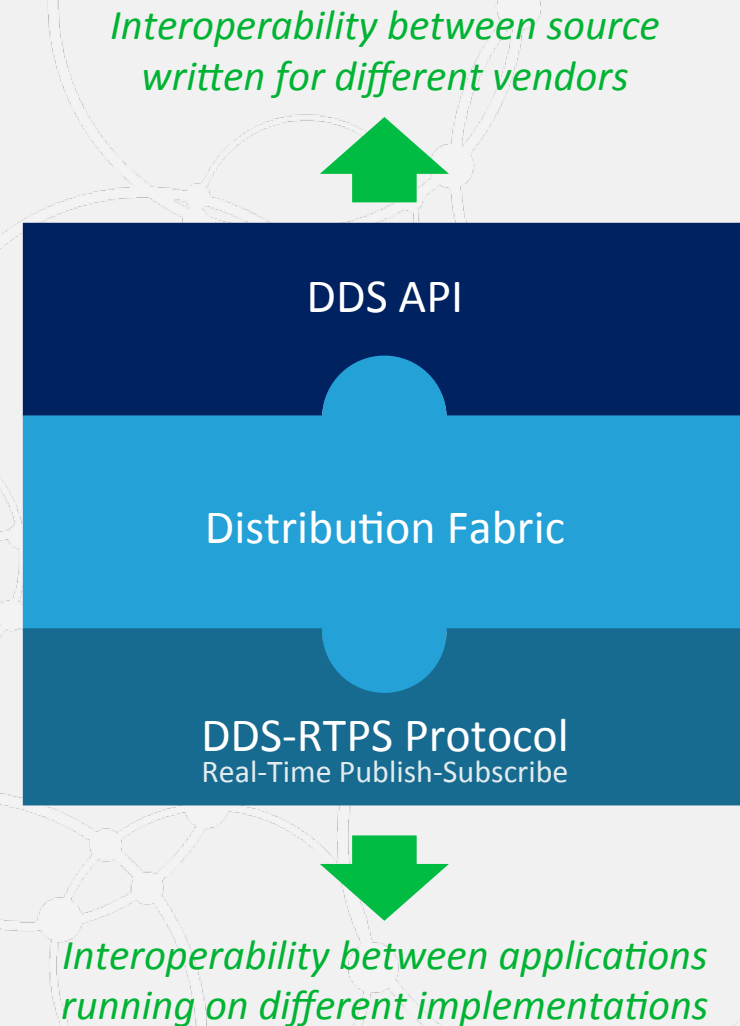 Interoperability between source
written for different vendors
DDS API
Distribution Fabric
DDS-RTPS Protocol
Real-Time Publish-Subscribe
Interoperability between applications
running on different implementations